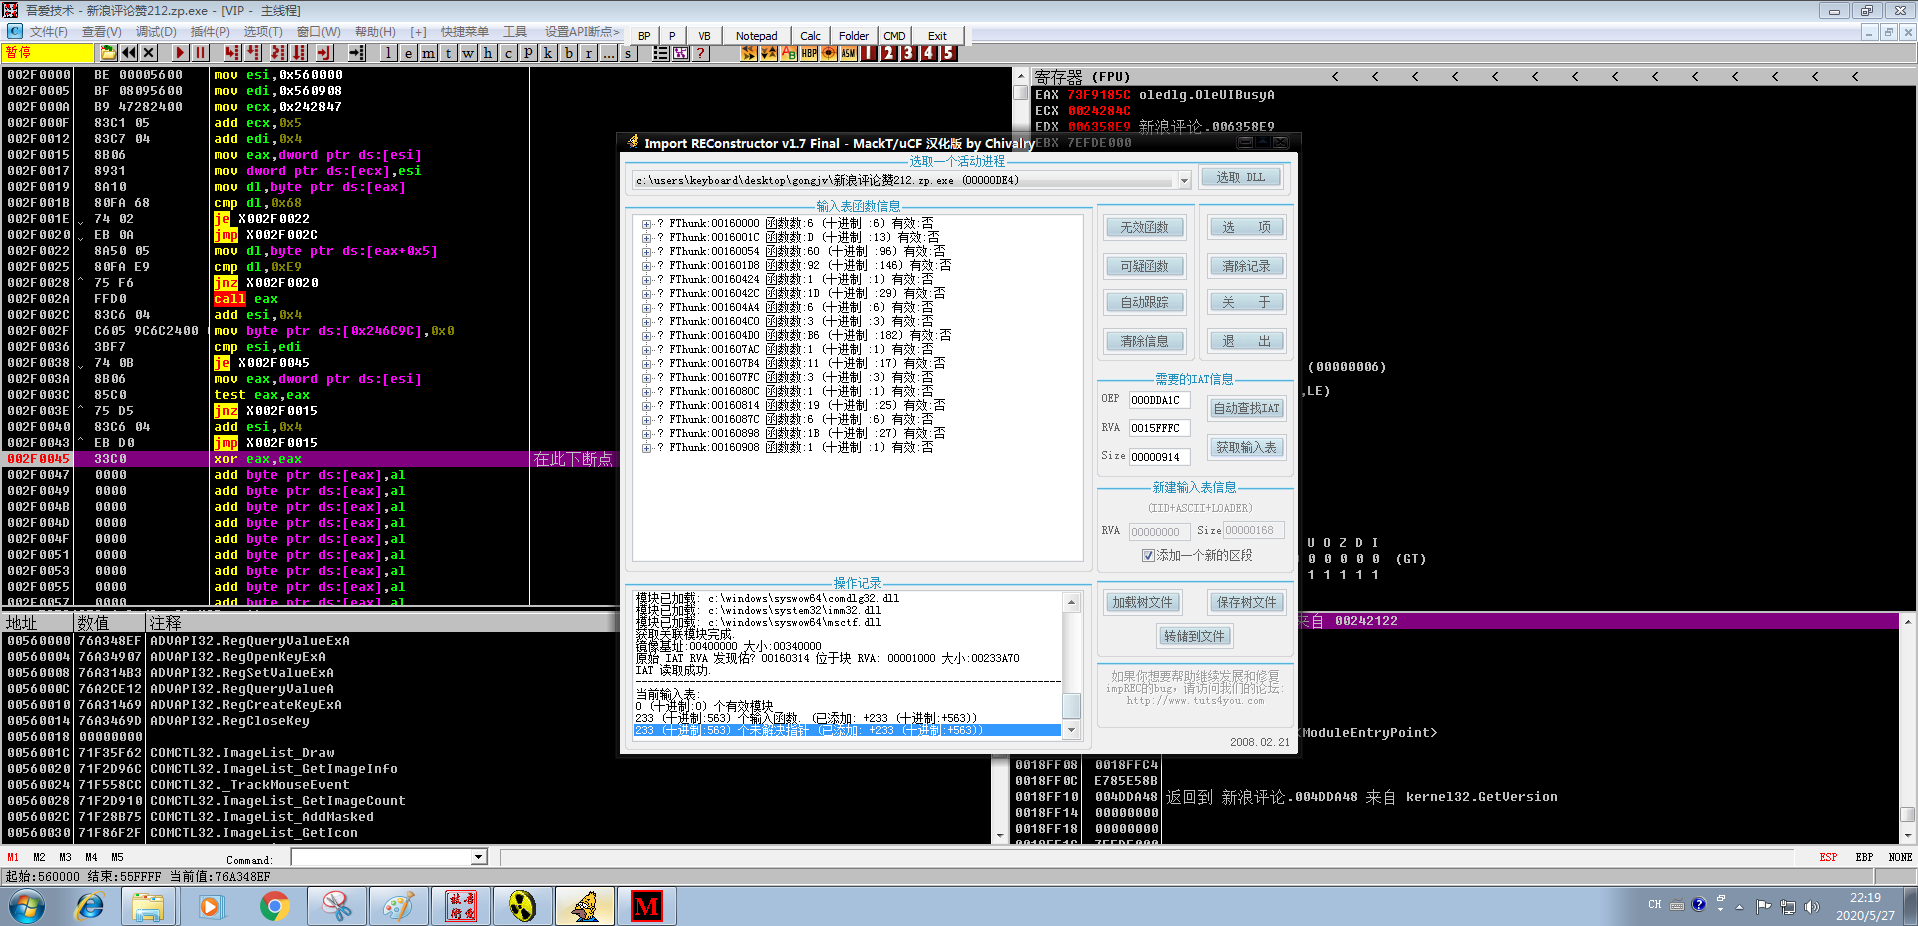 吾爱技术 - 新浪评论赞212.zp.exe - [VIP - 主线程]
文件(F) 查看(V) 调试(D) 插件(P) 选项(T) 窗口(W) 帮助(H) [+] 快捷菜单 工具 设置API断点>
BP P VB Notepad Calc Folder CMD Exit
暂停
l e m t w h c p k b r ... s
002F0000 BE 00005600 mov esi,0x560000
002F0005 BF 08095600 mov edi,0x560908
002F000A B9 47282400 mov ecx,0x242847
002F000F 83C1 05 add ecx,0x5
002F0012 83C7 04 add edi,0x4
002F0015 8B06 mov eax,dword ptr ds:[esi]
002F0017 8931 mov dword ptr ds:[ecx],esi
002F0019 8A10 mov dl,byte ptr ds:[eax]
002F001B 80FA 68 cmp dl,0x68
002F001E 74 02 je X002F0022
002F0020 EB 0A jmp X002F002C
002F0022 8A50 05 mov dl,byte ptr ds:[eax+0x5]
002F0025 80FA E9 cmp dl,0xE9
002F0028 75 F6 jnz X002F0020
002F002A FFD0 call eax
002F002C 83C6 04 add esi,0x4
002F002F C605 9C6C2400 mov byte ptr ds:[0x246C9C],0x0
002F0036 3BF7 cmp esi,edi
002F0038 74 0B je X002F0045
002F003A 8B06 mov eax,dword ptr ds:[esi]
002F003C 85C0 test eax,eax
002F003E 75 D5 jnz X002F0015
002F0040 83C6 04 add esi,0x4
002F0043 EB D0 jmp X002F0015
002F0045 33C0 xor eax,eax 在此下断点
002F0047 0000 add byte ptr ds:[eax],al
002F0049 0000 add byte ptr ds:[eax],al
002F004B 0000 add byte ptr ds:[eax],al
002F004D 0000 add byte ptr ds:[eax],al
002F004F 0000 add byte ptr ds:[eax],al
002F0051 0000 add byte ptr ds:[eax],al
002F0053 0000 add byte ptr ds:[eax],al
002F0055 0000 add byte ptr ds:[eax],al
002F0057 0000 add byte ptr ds:[eax],al
寄存器 (FPU)
EAX 73F9185C oledlg.OleUIBusyA
ECX 0024284C
EDX 006358E9 新浪评论.006358E9
EBX 7EFDE000
(00000006)
,LE)
U O Z D I
0 0 0 0 0 (GT)
1 1 1 1 1
Import REConstructor v1.7 Final - MackT/uCF 汉化版 by Chivalry
选取一个活动进程
c:\users\keyboard\desktop\gongjv\新浪评论赞212.zp.exe (00000DE4)
选取 DLL
输入表函数信息
? FThunk:00160000 函数数:6 (十进制 :6) 有效:否
? FThunk:0016001C 函数数:D (十进制 :13) 有效:否
? FThunk:00160054 函数数:60 (十进制 :96) 有效:否
? FThunk:001601D8 函数数:92 (十进制 :146) 有效:否
? FThunk:00160424 函数数:1 (十进制 :1) 有效:否
? FThunk:0016042C 函数数:1D (十进制 :29) 有效:否
? FThunk:001604A4 函数数:6 (十进制 :6) 有效:否
? FThunk:001604C0 函数数:3 (十进制 :3) 有效:否
? FThunk:001604D0 函数数:B6 (十进制 :182) 有效:否
? FThunk:001607AC 函数数:1 (十进制 :1) 有效:否
? FThunk:001607B4 函数数:11 (十进制 :17) 有效:否
? FThunk:001607FC 函数数:3 (十进制 :3) 有效:否
? FThunk:0016080C 函数数:1 (十进制 :1) 有效:否
? FThunk:00160814 函数数:19 (十进制 :25) 有效:否
? FThunk:0016087C 函数数:6 (十进制 :6) 有效:否
? FThunk:00160898 函数数:1B (十进制 :27) 有效:否
? FThunk:00160908 函数数:1 (十进制 :1) 有效:否
无效函数 选 项
可疑函数 清除记录
自动跟踪 关 于
清除信息 退 出
需要的IAT信息
OEP 000DDA1C 自动查找IAT
RVA 0015FFFC
Size 00000914 获取输入表
新建输入表信息
(IID+ASCII+LOADER)
RVA 00000000 Size 00000168
添加一个新的区段
加载树文件 保存树文件
转储到文件
如果你想要帮助继续发展和修复
impREC的bug, 请访问我们的论坛:
http://www.tuts4you.com
2008.02.21
操作记录
模块已加载: c:\windows\syswow64\comdlg32.dll
模块已加载: c:\windows\system32\imm32.dll
模块已加载: c:\windows\syswow64\msctf.dll
获取关联模块完成.
镜像基址:00400000 大小:00340000
原始 IAT RVA 发现佑? 00160314 位于块 RVA: 00001000 大小:00233A70
IAT 读取成功.
当前输入表:
0 (十进制:0) 个有效模块
233 (十进制:563) 个输入函数. (已添加: +233 (十进制:+563))
233 (十进制:563) 个未解决指针 (已添加: +233 (十进制:+563))
地址 数值 注释
00560000 76A348EF ADVAPI32.RegQueryValueExA
00560004 76A34907 ADVAPI32.RegOpenKeyExA
00560008 76A314B3 ADVAPI32.RegSetValueExA
0056000C 76A2CE12 ADVAPI32.RegQueryValueA
00560010 76A31469 ADVAPI32.RegCreateKeyExA
00560014 76A3469D ADVAPI32.RegCloseKey
00560018 00000000
0056001C 71F35F62 COMCTL32.ImageList_Draw
00560020 71F2D96C COMCTL32.ImageList_GetImageInfo
00560024 71F558CC COMCTL32._TrackMouseEvent
00560028 71F2D910 COMCTL32.ImageList_GetImageCount
0056002C 71F28B75 COMCTL32.ImageList_AddMasked
00560030 71F86F2F COMCTL32.ImageList_GetIcon
来自 00242122
<ModuleEntryPoint>
0018FF08 0018FFC4
0018FF0C E785E58B
0018FF10 004DDA48 返回到 新浪评论.004DDA48 来自 kernel32.GetVersion
0018FF14 00000000
0018FF18 00000000
M1 M2 M3 M4 M5 Command: ESP EBP NONE
起始:560000 结束:55FFFF 当前值:76A348EF
CH
22:19
2020/5/27